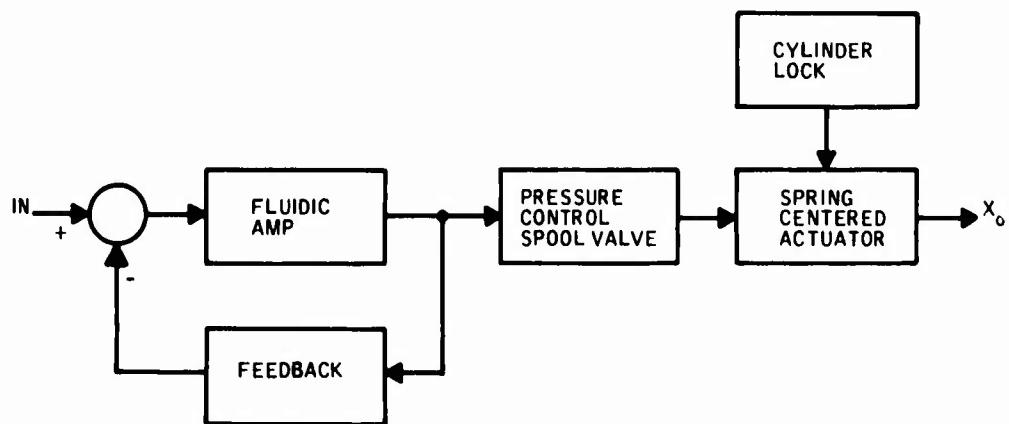 CYLINDER
LOCK
IN
+
-
FLUIDIC
AMP
PRESSURE
CONTROL
SPOOL VALVE
SPRING
CENTERED
ACTUATOR
X₀
FEEDBACK